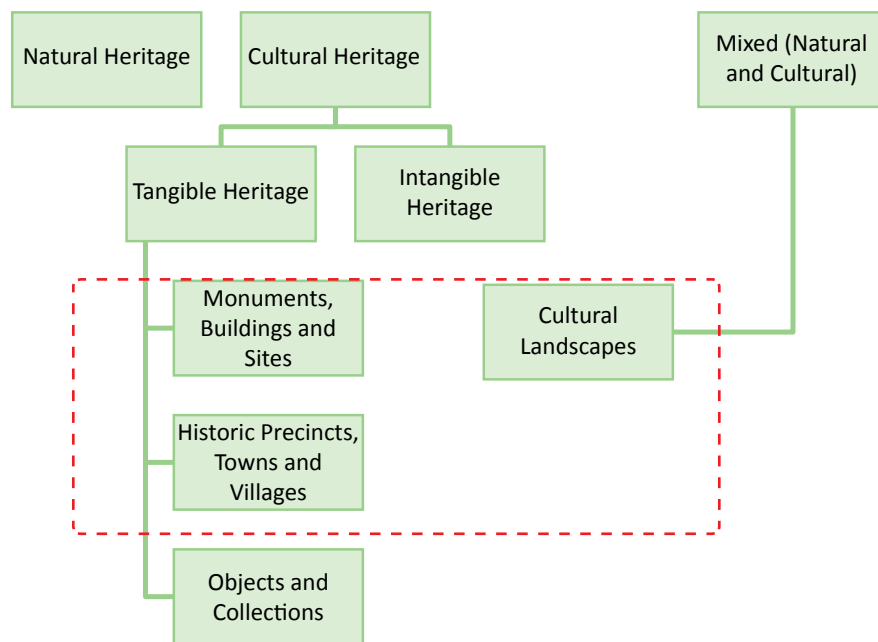 Natural Heritage
Cultural Heritage
Mixed (Natural
and Cultural)
Tangible Heritage
Intangible
Heritage
Monuments,
Buildings and
Sites
Cultural
Landscapes
Historic Precincts,
Towns and
Villages
Objects and
Collections